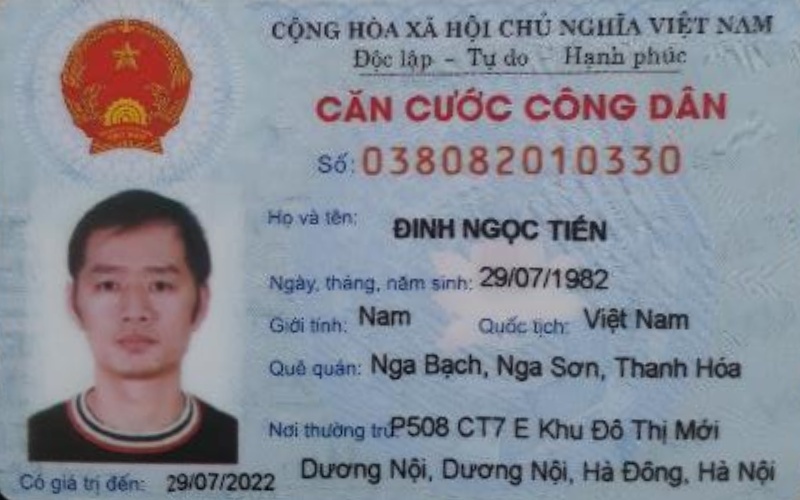 CỘNG HÒA XÃ HỘI CHỦ NGHĨA VIỆT NAM
Độc lập - Tự do - Hạnh phúc
CĂN CƯỚC CÔNG DÂN
Số: 038082010330
Họ và tên: ĐINH NGỌC TIẾN
Ngày, tháng, năm sinh: 29/07/1982
Giới tính: Nam Quốc tịch: Việt Nam
Quê quán: Nga Bạch, Nga Sơn, Thanh Hóa
Nơi thường trú: P508 CT7 E Khu Đô Thị Mới
Dương Nội, Dương Nội, Hà Đông, Hà Nội
Có giá trị đến: 29/07/2022